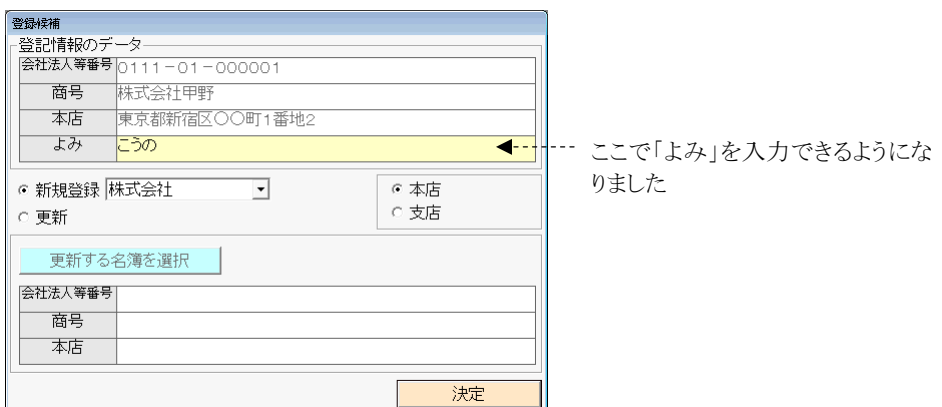 登録候補
登記情報のデータ
会社法人等番号 0111-01-000001
商号 株式会社甲野
本店 東京都新宿区○○町1番地2
よみ こうの
ここで「よみ」を入力できるようにな
りました
新規登録 株式会社
更新
本店
支店
更新する名簿を選択
会社法人等番号
商号
本店
決定